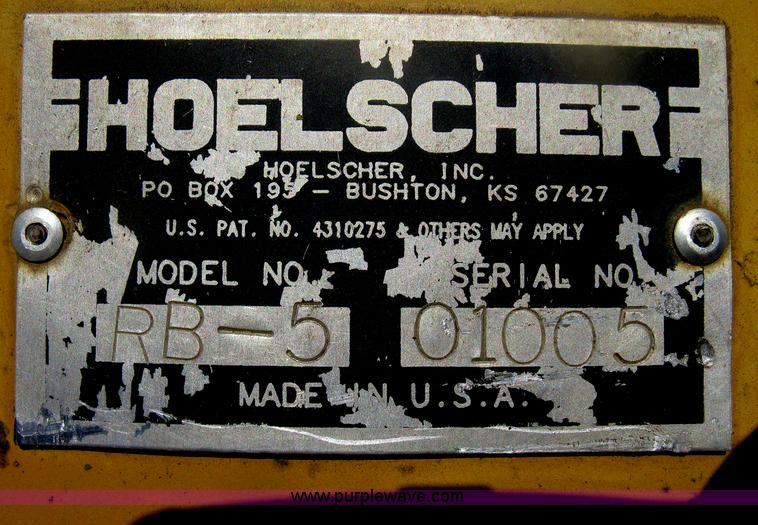 HOELSCHER
HOELSCHER, INC.
PO BOX 195 — BUSHTON, KS 67427
U.S. PAT. NO. 4310275 & OTHERS MAY APPLY
MODEL NO. SERIAL NO.
RB-5 01005
MADE IN U.S.A.
www.purplewave.com